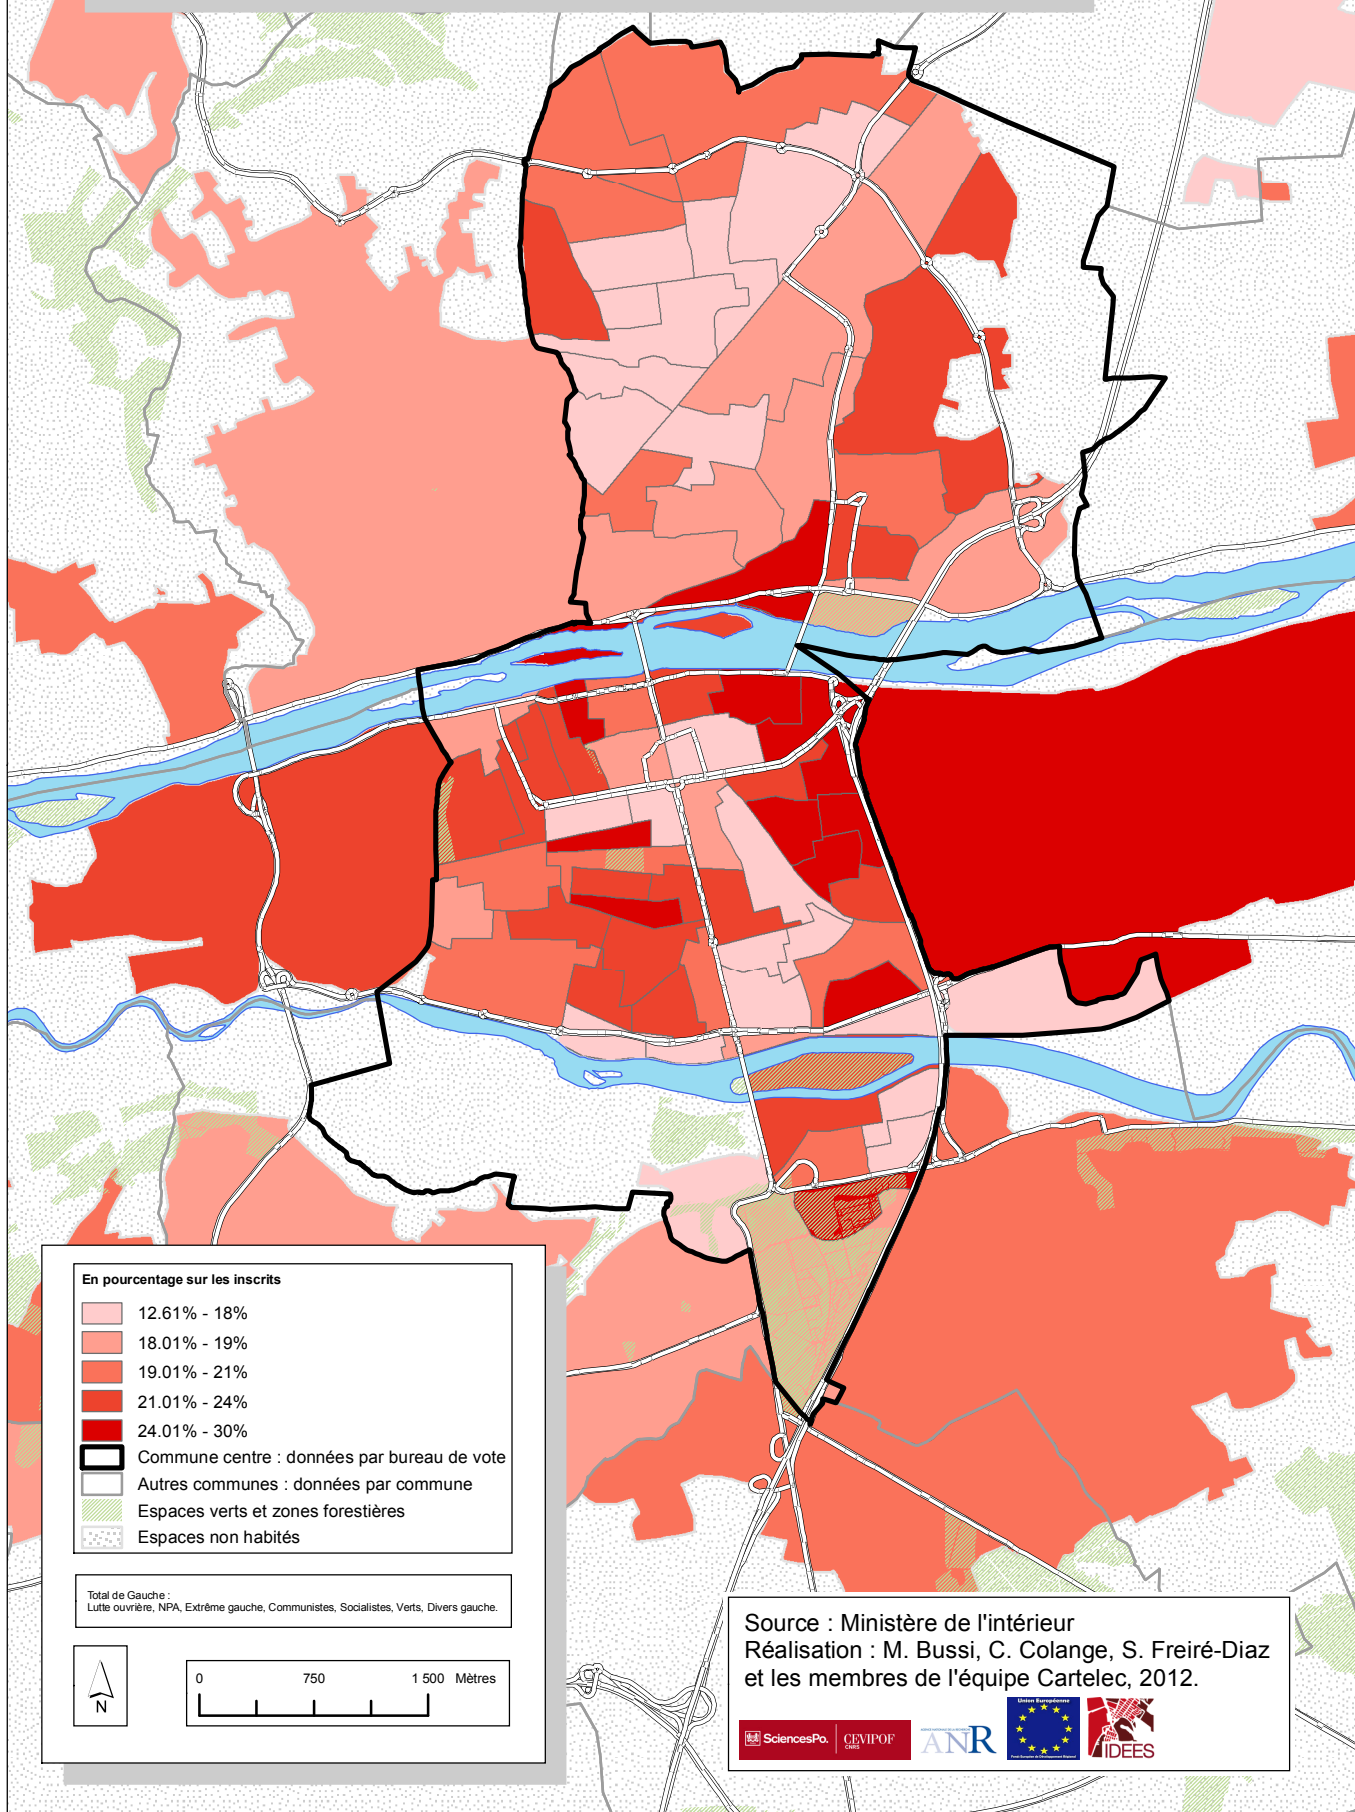 En pourcentage sur les inscrits
12.61% - 18%
18.01% - 19%
19.01% - 21%
21.01% - 24%
24.01% - 30%
Commune centre : données par bureau de vote
Autres communes : données par commune
Espaces verts et zones forestières
Espaces non habités
Total de Gauche :
Lutte ouvrière, NPA, Extrême gauche, Communistes, Socialistes, Verts, Divers gauche.
N
0 750 1 500 Mètres
Source : Ministère de l'intérieur
Réalisation : M. Bussi, C. Colange, S. Freiré-Diaz
et les membres de l'équipe Cartelec, 2012.
SciencesPo. CEVIPOF
CNRS
ANR
Union Européenne
IDEES